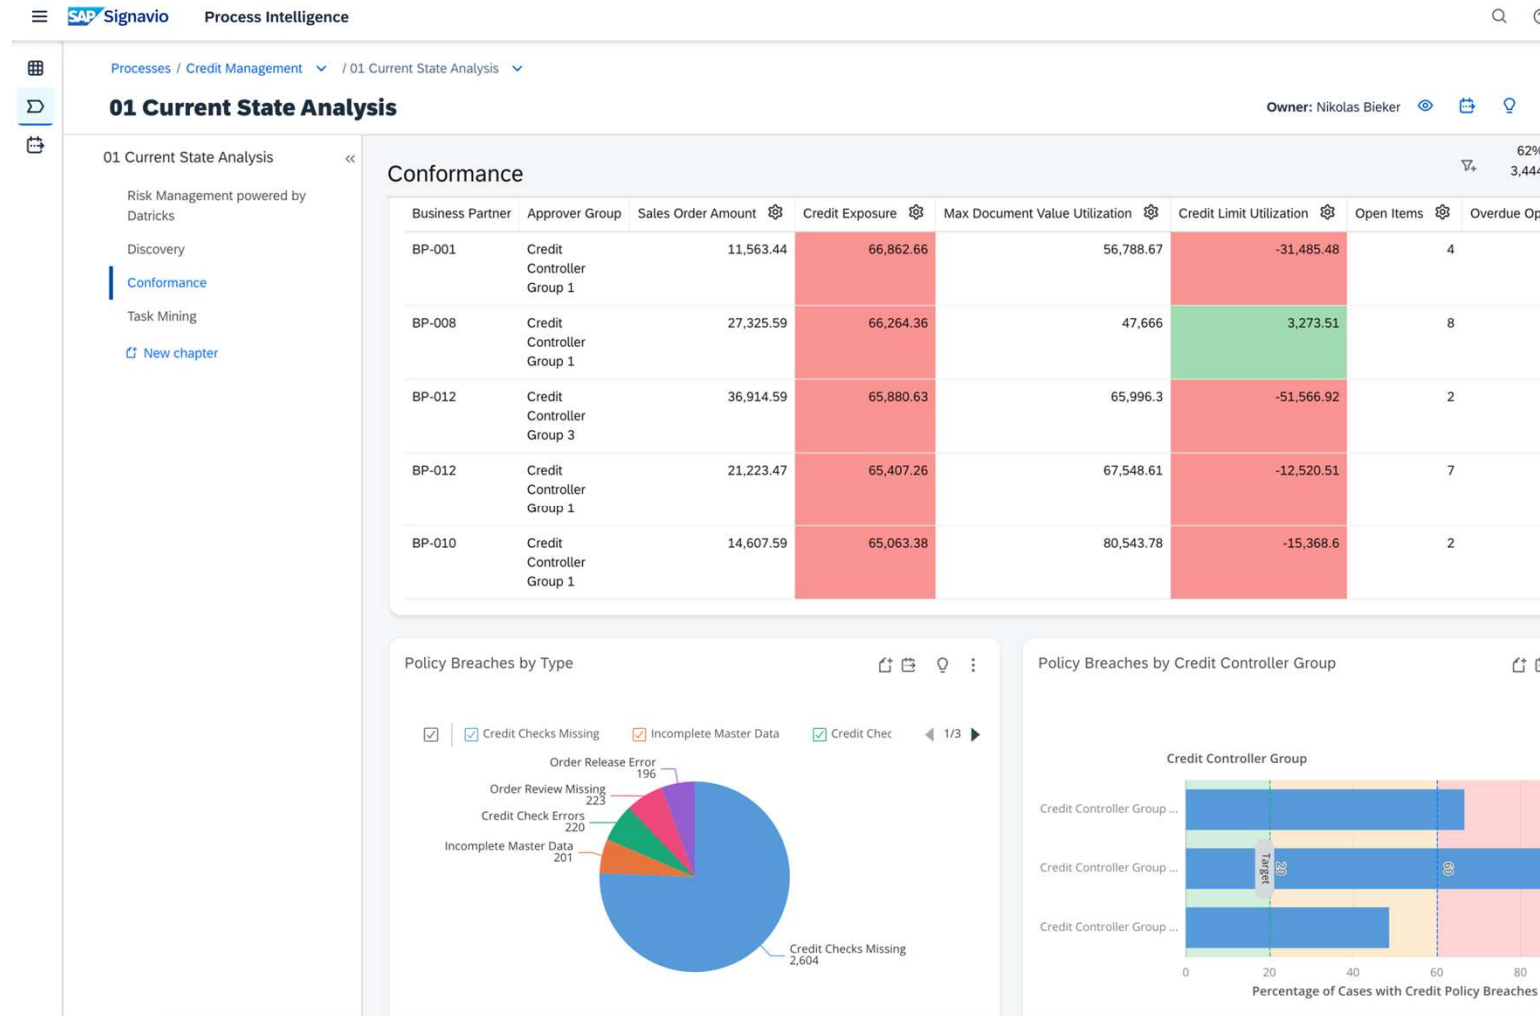 SAP Signavio Process Intelligence
Processes / Credit Management / 01 Current State Analysis
01 Current State Analysis
Owner: Nikolas Bieker
01 Current State Analysis
Risk Management powered by
Datricks
Discovery
Conformance
Task Mining
New chapter
Conformance
62%
3,444
Business Partner Approver Group Sales Order Amount Credit Exposure Max Document Value Utilization Credit Limit Utilization Open Items Overdue Op
BP-001 Credit Controller Group 1 11,563.44 66,862.66 56,788.67 -31,485.48 4
BP-008 Credit Controller Group 1 27,325.59 66,264.36 47,666 3,273.51 8
BP-012 Credit Controller Group 3 36,914.59 65,880.63 65,996.3 -51,566.92 2
BP-012 Credit Controller Group 1 21,223.47 65,407.26 67,548.61 -12,520.51 7
BP-010 Credit Controller Group 1 14,607.59 65,063.38 80,543.78 -15,368.6 2
Policy Breaches by Type
Credit Checks Missing Incomplete Master Data Credit Chec 1/3
Order Release Error
196
Order Review Missing
223
Credit Check Errors
220
Incomplete Master Data
201
Credit Checks Missing
2,604
Policy Breaches by Credit Controller Group
Credit Controller Group
Credit Controller Group ...
Credit Controller Group ...
Target
20
60
Credit Controller Group ...
0 20 40 60 80
Percentage of Cases with Credit Policy Breaches